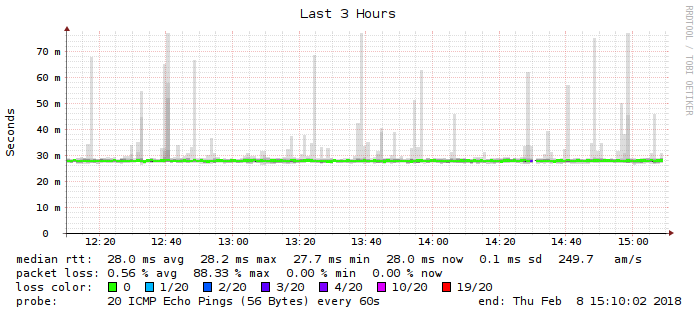 Last 3 Hours
RRDTOOL / TOBI OETIKER
Seconds
70 m
60 m
50 m
40 m
30 m
20 m
10 m
0
12:20 12:40 13:00 13:20 13:40 14:00 14:20 14:40 15:00
median rtt: 28.0 ms avg 28.2 ms max 27.7 ms min 28.0 ms now 0.1 ms sd 249.7 am/s
packet loss: 0.56 % avg 88.33 % max 0.00 % min 0.00 % now
loss color: 0 1/20 2/20 3/20 4/20 10/20 19/20
probe: 20 ICMP Echo Pings (56 Bytes) every 60s end: Thu Feb 8 15:10:02 2018